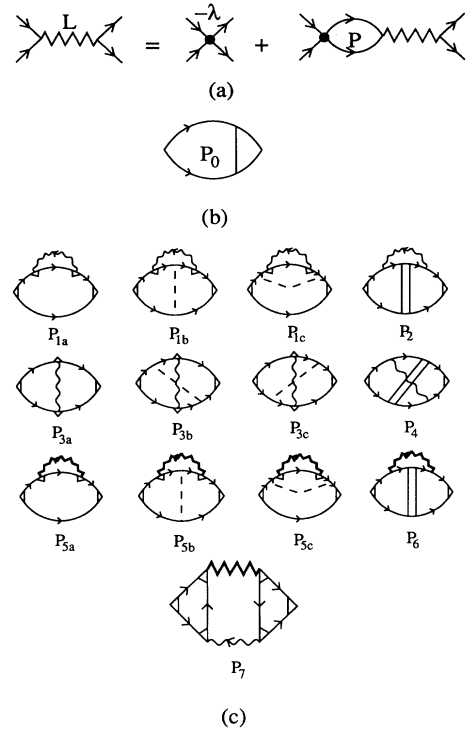 L = -λ + P
(a)
P0
(b)
P1a P1b P1c P2
P3a P3b P3c P4
P5a P5b P5c P6
P7
(c)